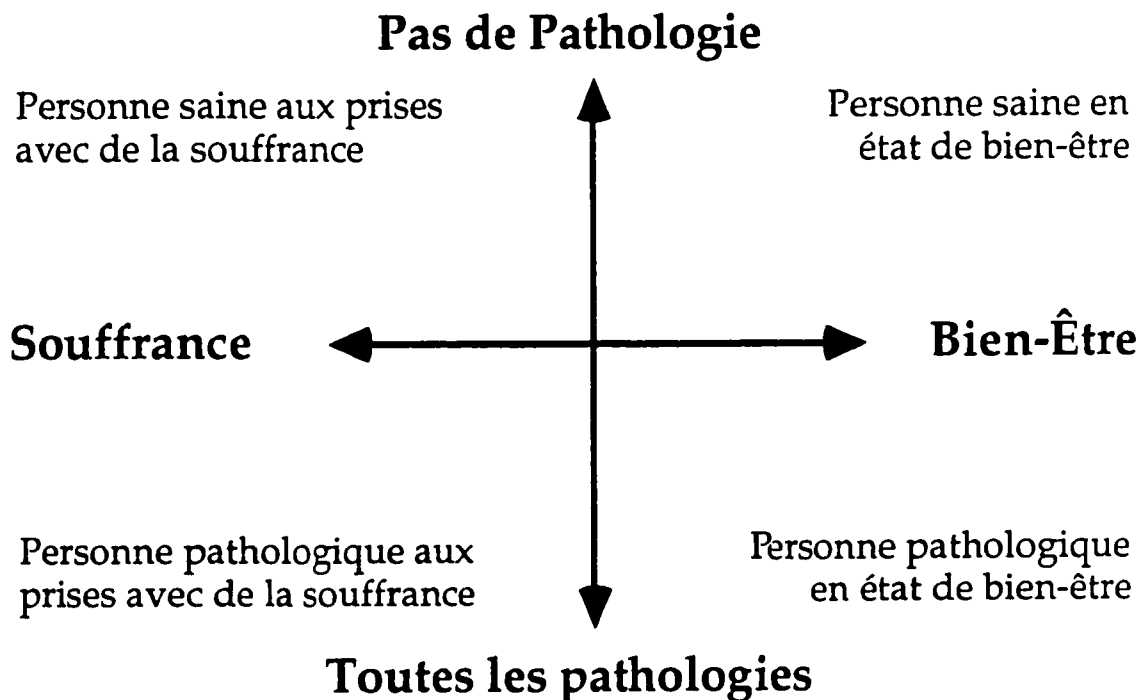 Pas de Pathologie
Personne saine aux prises
avec de la souffrance
Personne saine en
état de bien-être
Souffrance
Bien-Être
Personne pathologique aux
prises avec de la souffrance
Personne pathologique
en état de bien-être
Toutes les pathologies